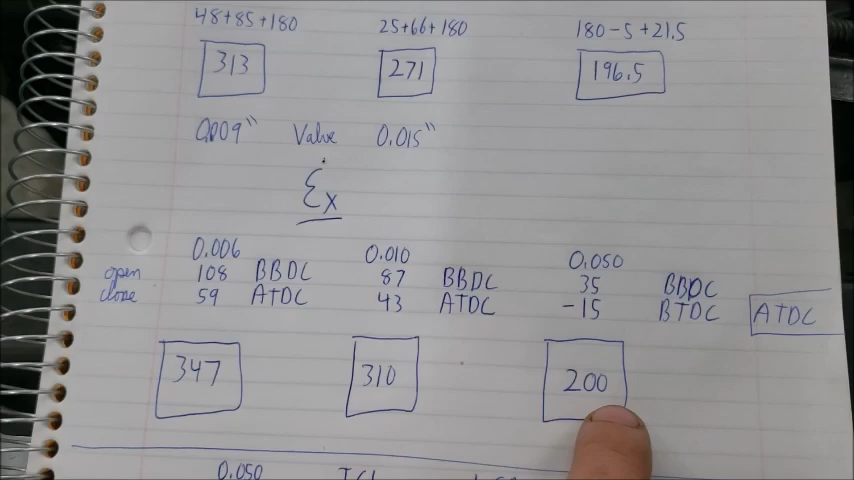 48+85+180 25+66+180 180-5+21.5
313 271 196.5
0.009" Valve 0.015"
Ex
0.006 0.010 0.050
open 108 BBDC 87 BBDC 35 BBDC
close 59 ATDC 43 ATDC -15 BTDC ATDC
347 310 200
0.050